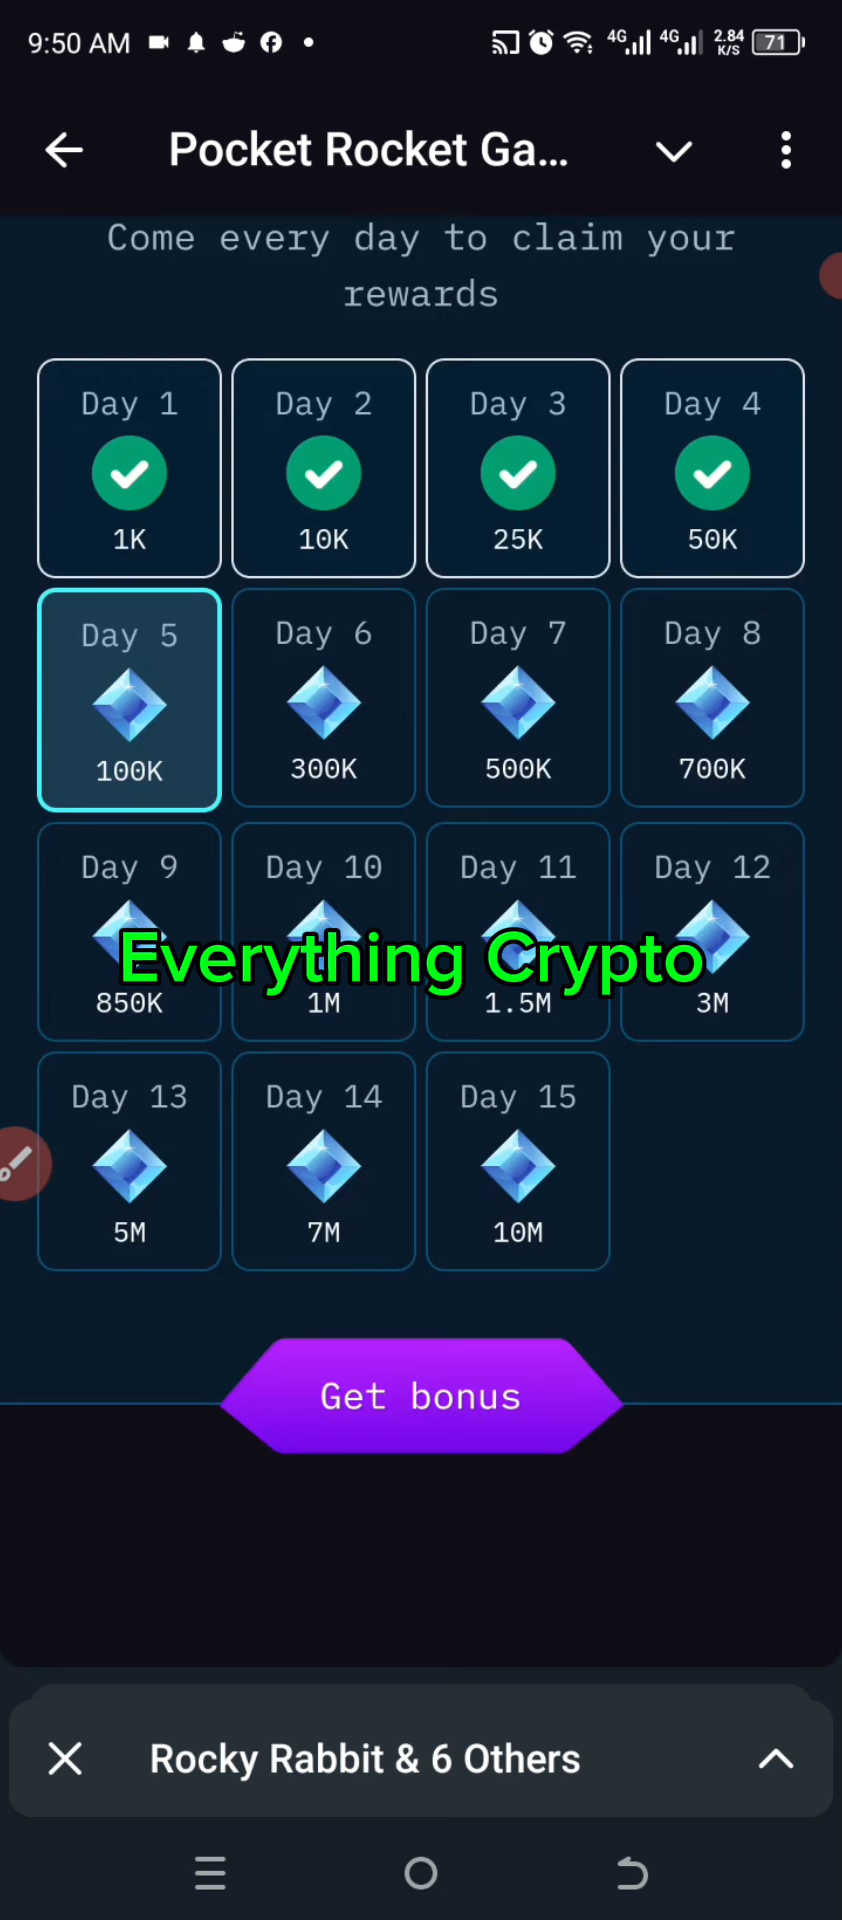 9:50 AM
4G 4G 2.84 K/S 71
Pocket Rocket Ga...
Come every day to claim your
rewards
Day 1 Day 2 Day 3 Day 4
1K 10K 25K 50K
Day 5 Day 6 Day 7 Day 8
100K 300K 500K 700K
Day 9 Day 10 Day 11 Day 12
Everything Crypto
850K 1M 1.5M 3M
Day 13 Day 14 Day 15
5M 7M 10M
Get bonus
Rocky Rabbit & 6 Others